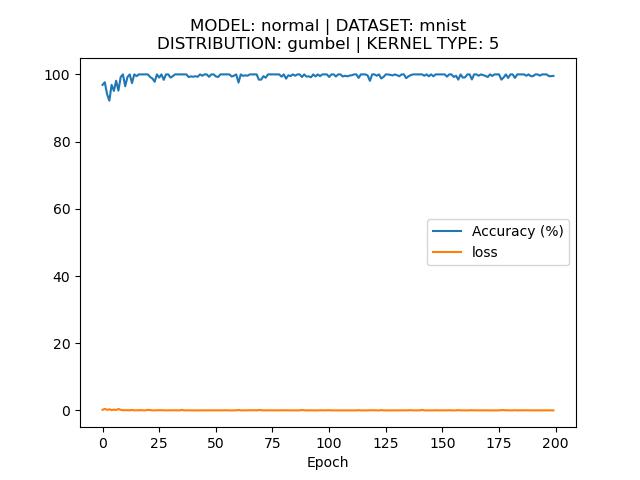 MODEL: normal | DATASET: mnist
DISTRIBUTION: gumbel | KERNEL TYPE: 5
100
80
60
40
20
0
Accuracy (%)
loss
0 25 50 75 100 125 150 175 200
Epoch